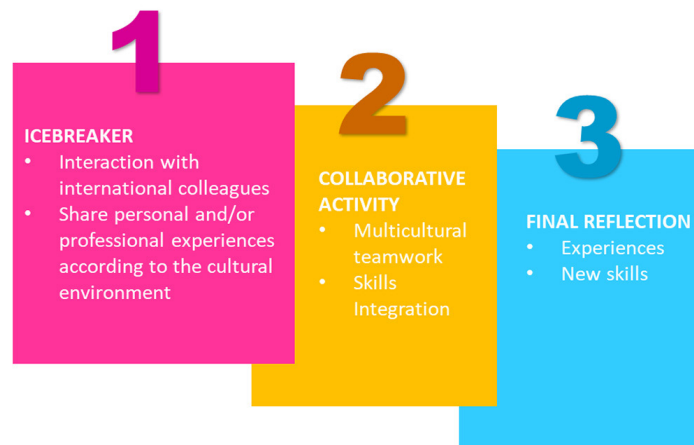 1
ICEBREAKER
• Interaction with
international colleagues
• Share personal and/or
professional experiences
according to the cultural
environment
2
COLLABORATIVE
ACTIVITY
• Multicultural
teamwork
• Skills
Integration
3
FINAL REFLECTION
• Experiences
• New skills